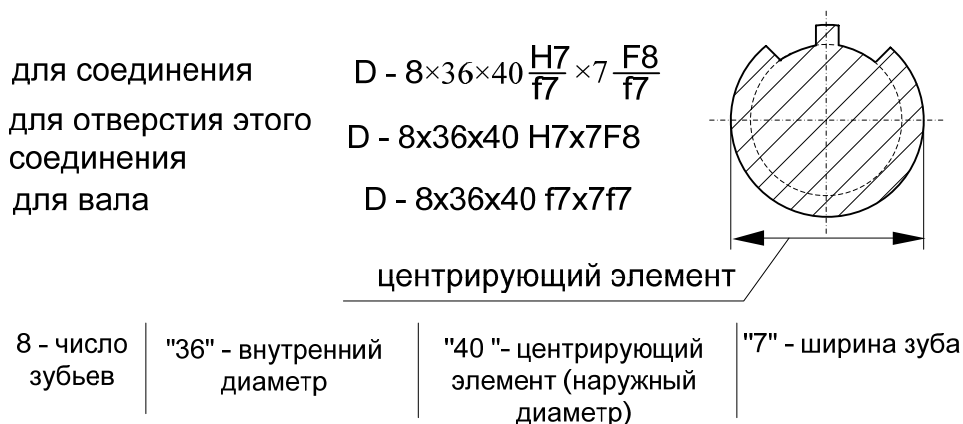 для соединения D - 8×36×40 H7/f7 ×7 F8/f7
для отверстия этого
соединения D - 8x36x40 H7x7F8
для вала D - 8x36x40 f7x7f7
центрирующий элемент
8 - число
зубьев
"36" - внутренний
диаметр
"40 "- центрирующий
элемент (наружный
диаметр)
"7" - ширина зуба